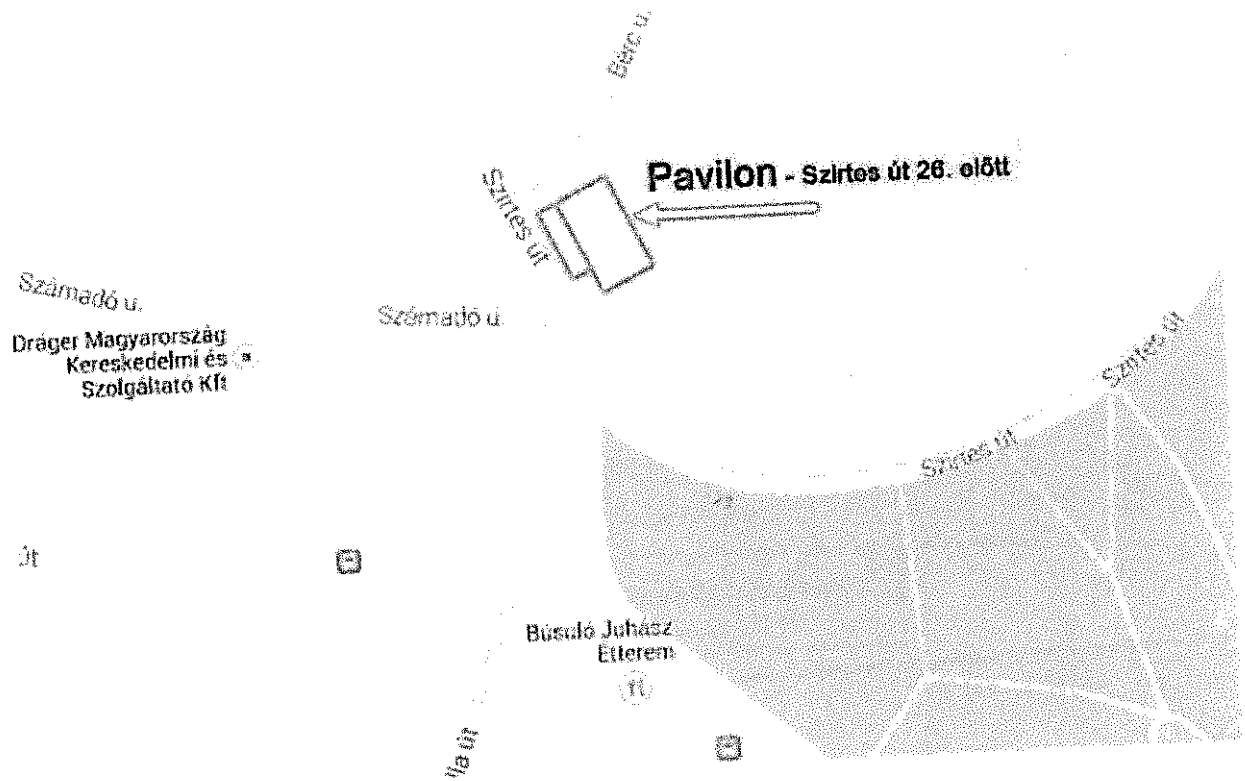 Bérc u.
Pavilon - Szirtes út 26. előtt
Szirtes út
Számadó u.
Számadó u.
Dräger Magyarország
Kereskedelmi és
Szolgáltató Kft
Szirtes út
Szirtes út
út
Búsuló Juhász
Étterem